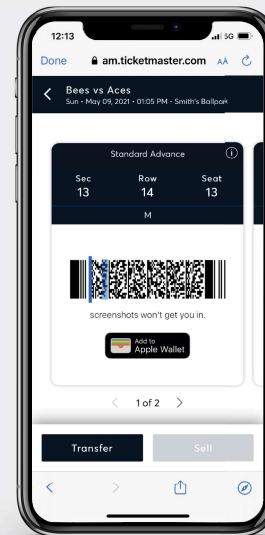 12:13
5G
Done am.ticketmaster.com AA
Bees vs Aces
Sun • May 09, 2021 • 01:05 PM • Smith's Ballpark
Standard Advance
Sec Row Seat
13 14 13
M
screenshots won't get you in.
Add to
Apple Wallet
1 of 2
Transfer Sell